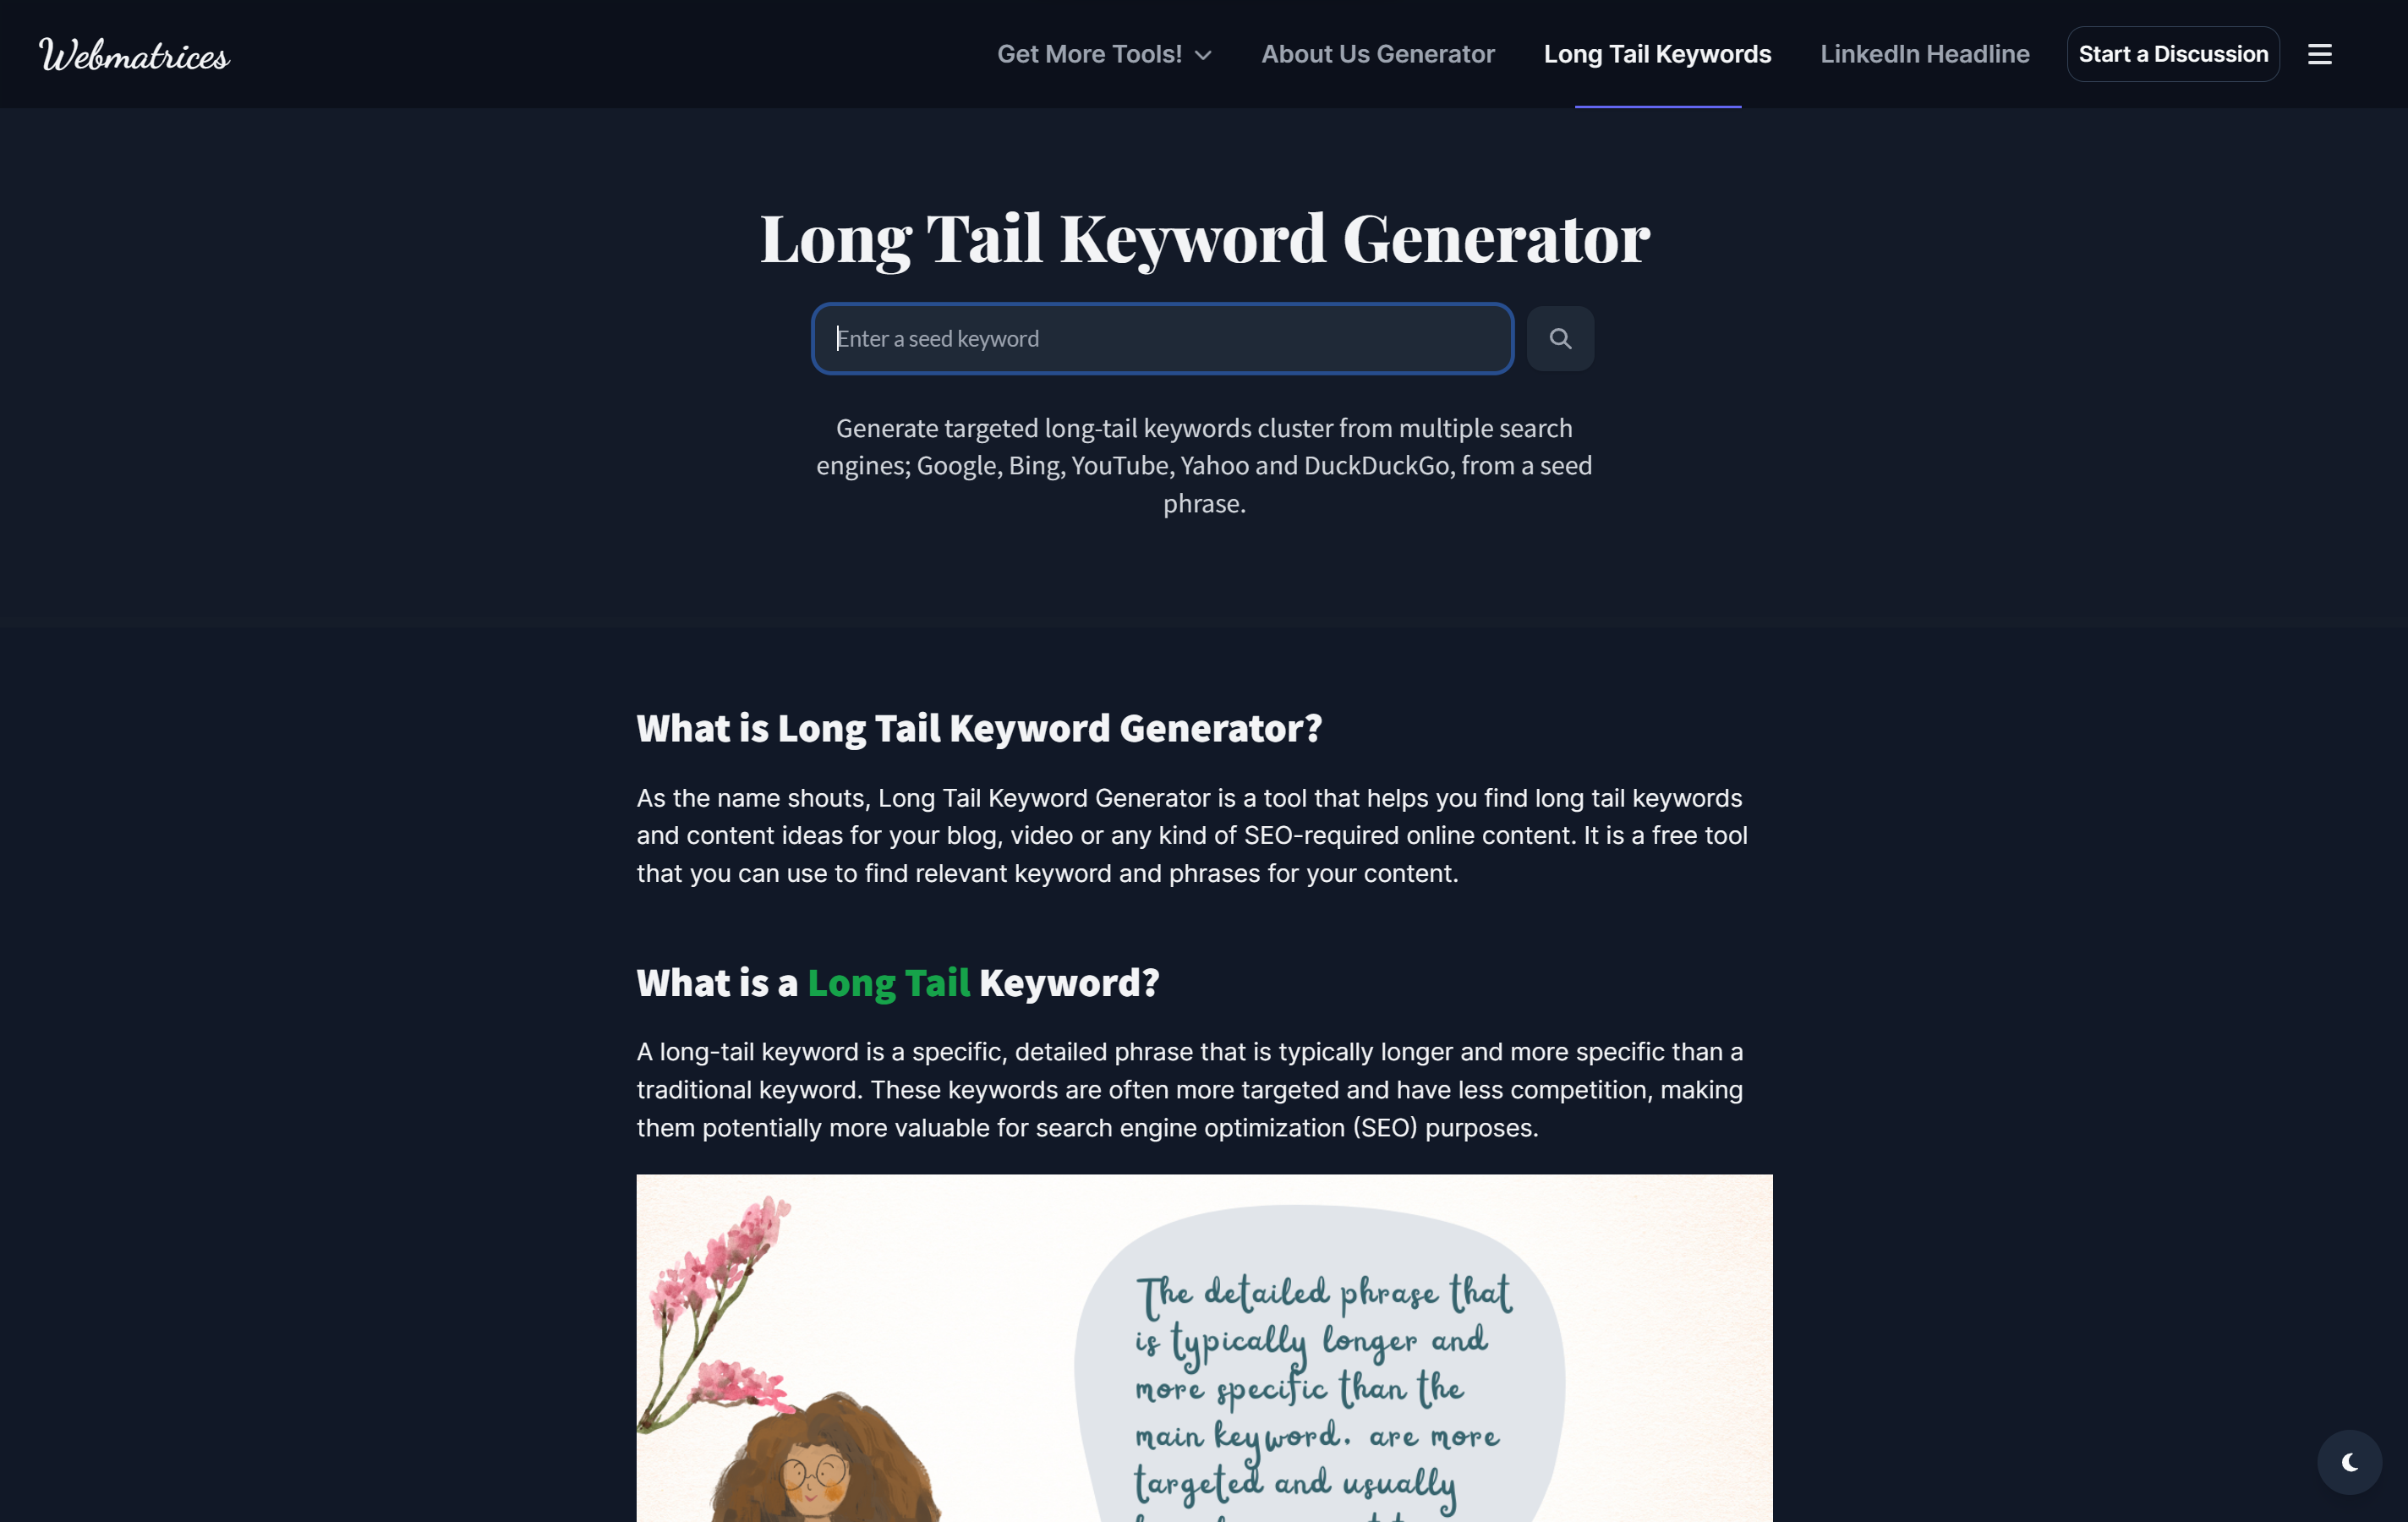 Webmatrices
Get More Tools!
About Us Generator
Long Tail Keywords
LinkedIn Headline
Start a Discussion
Long Tail Keyword Generator
Enter a seed keyword
Generate targeted long-tail keywords cluster from multiple search
engines; Google, Bing, YouTube, Yahoo and DuckDuckGo, from a seed
phrase.
What is Long Tail Keyword Generator?
As the name shouts, Long Tail Keyword Generator is a tool that helps you find long tail keywords
and content ideas for your blog, video or any kind of SEO-required online content. It is a free tool
that you can use to find relevant keyword and phrases for your content.
What is a Long Tail Keyword?
A long-tail keyword is a specific, detailed phrase that is typically longer and more specific than a
traditional keyword. These keywords are often more targeted and have less competition, making
them potentially more valuable for search engine optimization (SEO) purposes.
The detailed phrase that
is typically longer and
more specific than the
main keyword. are more
targeted and usually